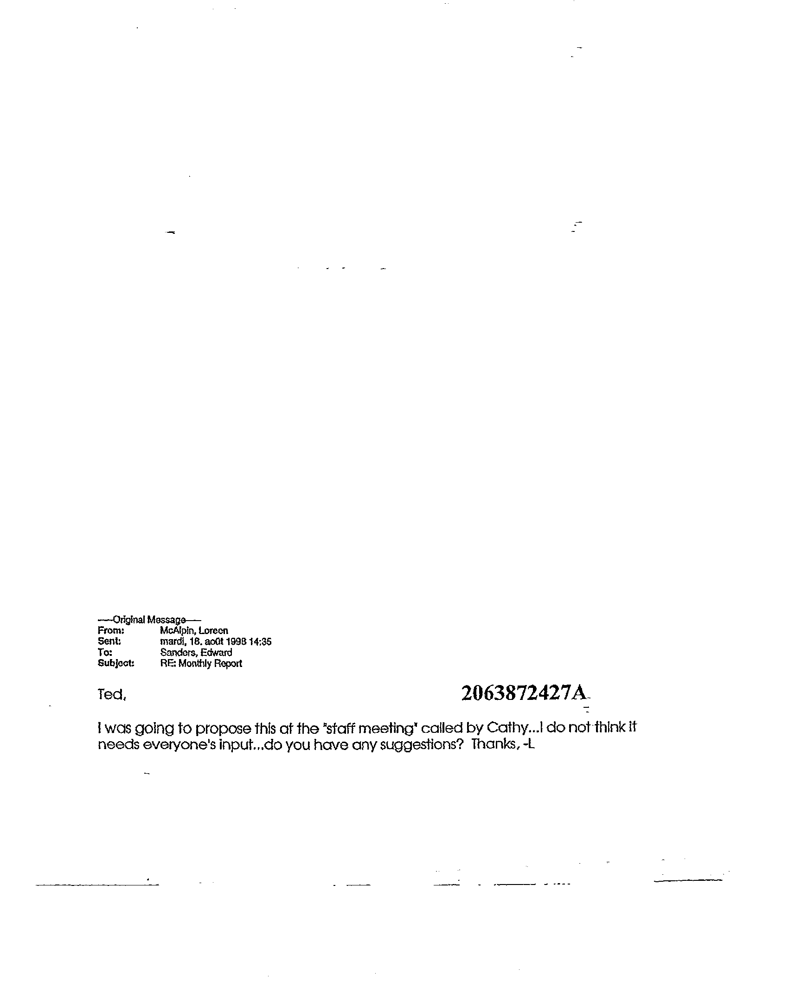 -----Original Message-----
From: McAlpin, Loreen
Sent: mardi, 18. août 1998 14:35
To: Sanders, Edward
Subject: RE: Monthly Report
Ted,
2063872427A
I was going to propose this at the "staff meeting" called by Cathy...I do not think it
needs everyone's input...do you have any suggestions? Thanks, -L